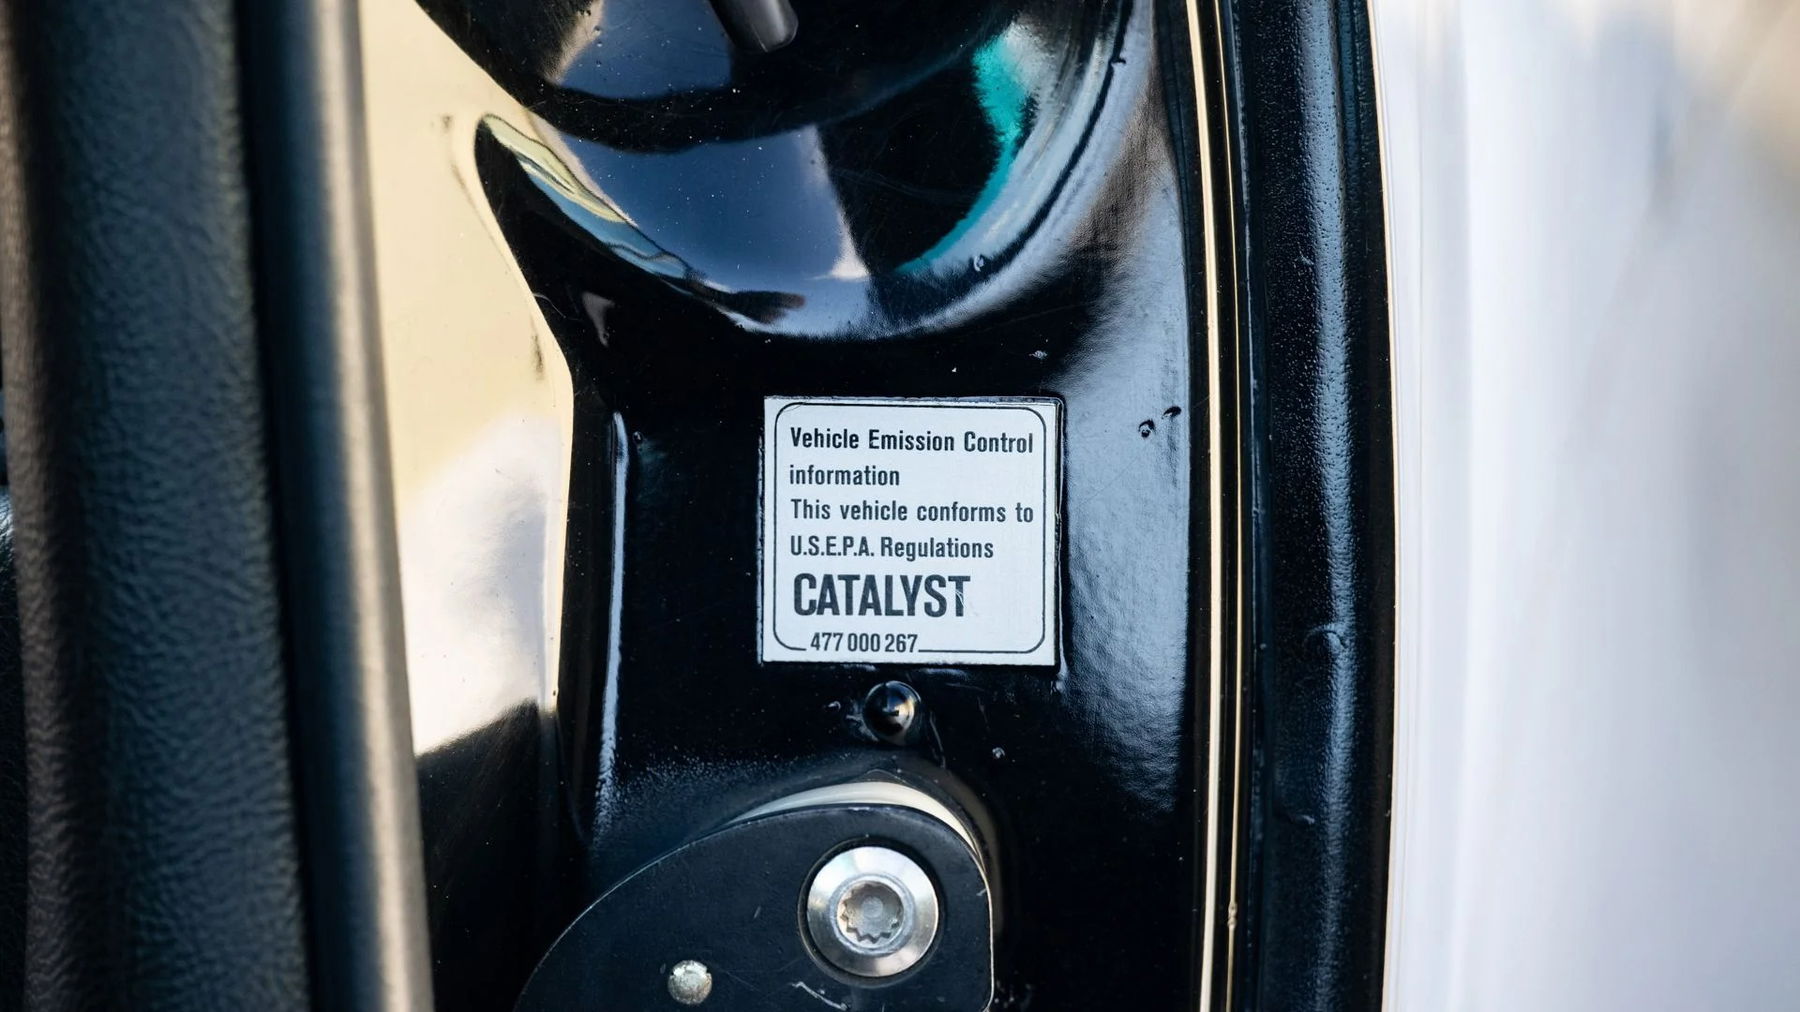 Vehicle Emission Control
information
This vehicle conforms to
U.S.E.P.A. Regulations
CATALYST
477 000 267